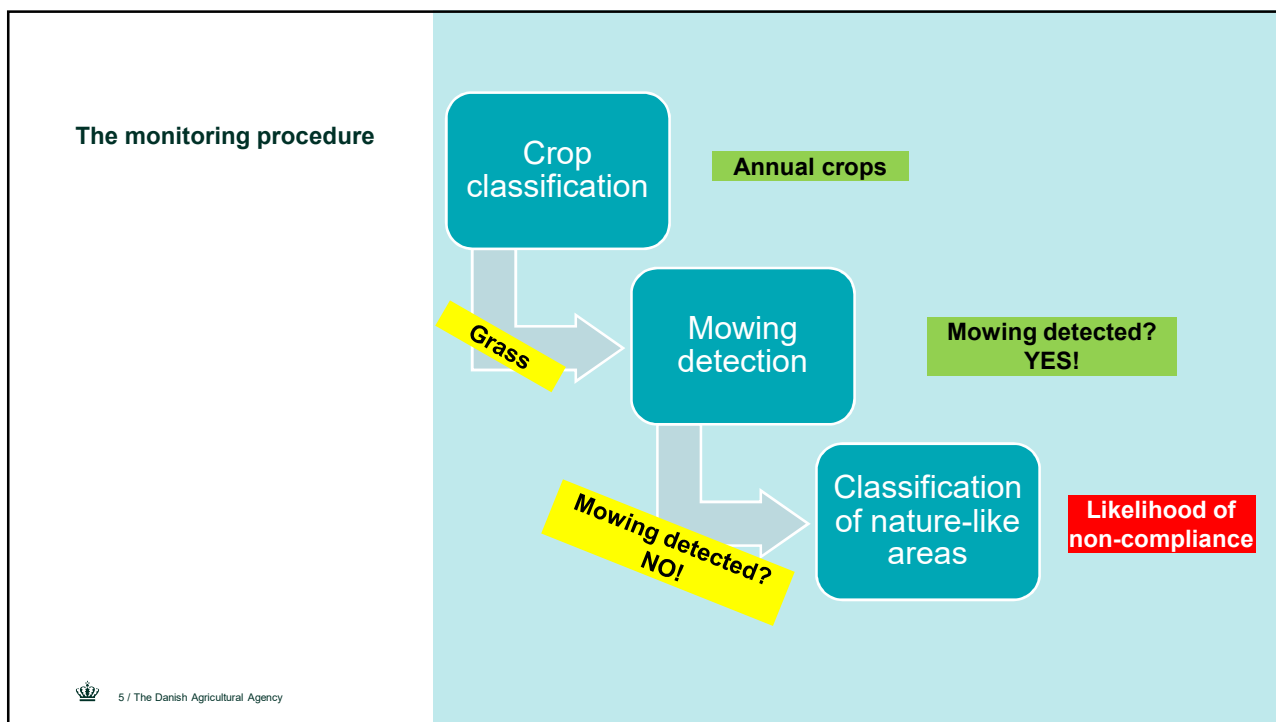 The monitoring procedure
Crop
classification
Annual crops
Grass
Mowing
detection
Mowing detected?
YES!
Mowing detected?
NO!
Classification
of nature-like
areas
Likelihood of
non-compliance
5 / The Danish Agricultural Agency